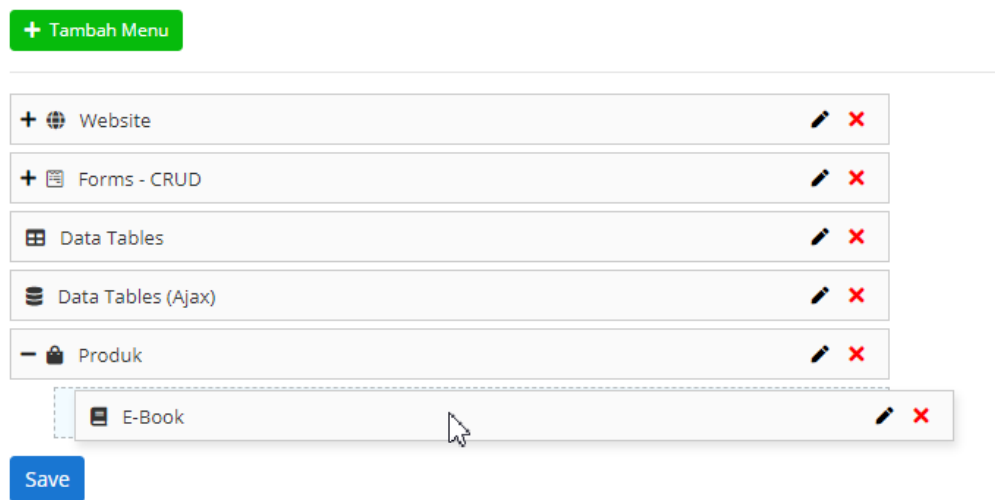 Tambah Menu
Website
Forms - CRUD
Data Tables
Data Tables (Ajax)
Produk
E-Book
Save